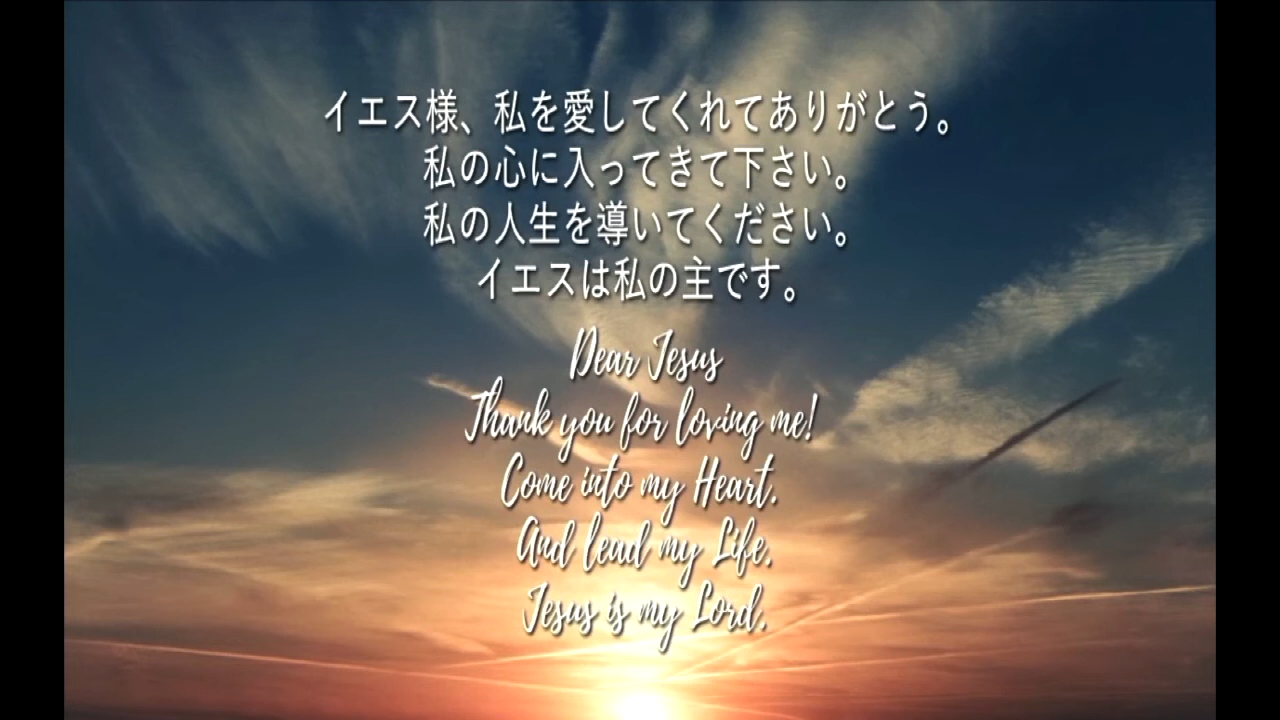 イエス様、私を愛してくれてありがとう。
私の心に入ってきて下さい。
私の人生を導いてください。
イエスは私の主です。
Dear Jesus
Thank you for loving me!
Come into my Heart.
And lead my Life.
Jesus is my Lord.